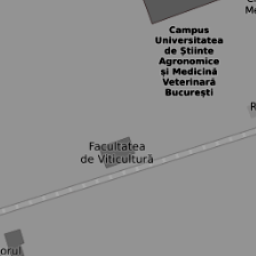 Campus
Universitatea
de Științe
Agronomice
și Medicină
Veterinară
București
Facultatea
de Viticultură